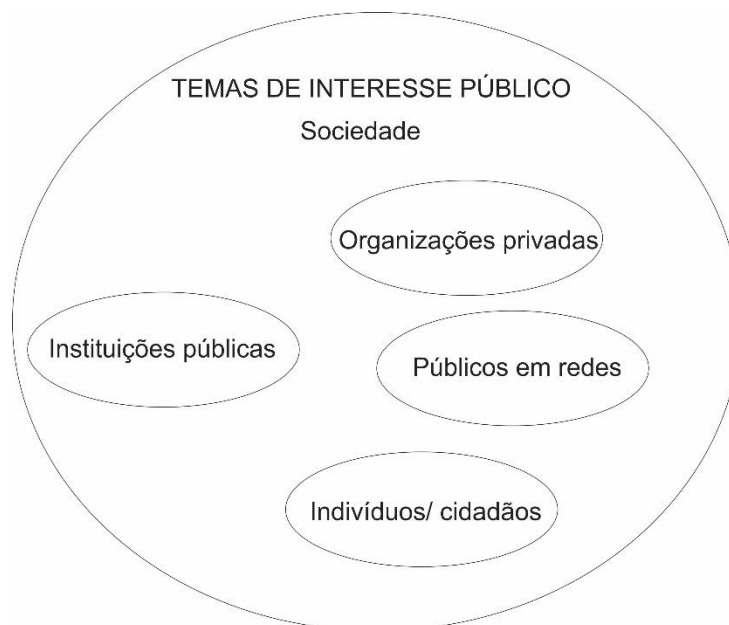 TEMAS DE INTERESSE PÚBLICO
Sociedade
Organizações privadas
Instituições públicas
Públicos em redes
Indivíduos/ cidadãos